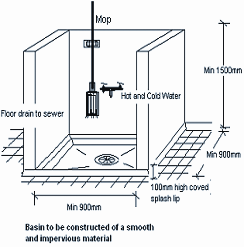 Mop
Min 1500mm
Hot and Cold Water
Floor drain to sewer
Min 900mm
100mm high coved
splash lip
Min 900mm
Basin to be constructed of a smooth
and impervious material